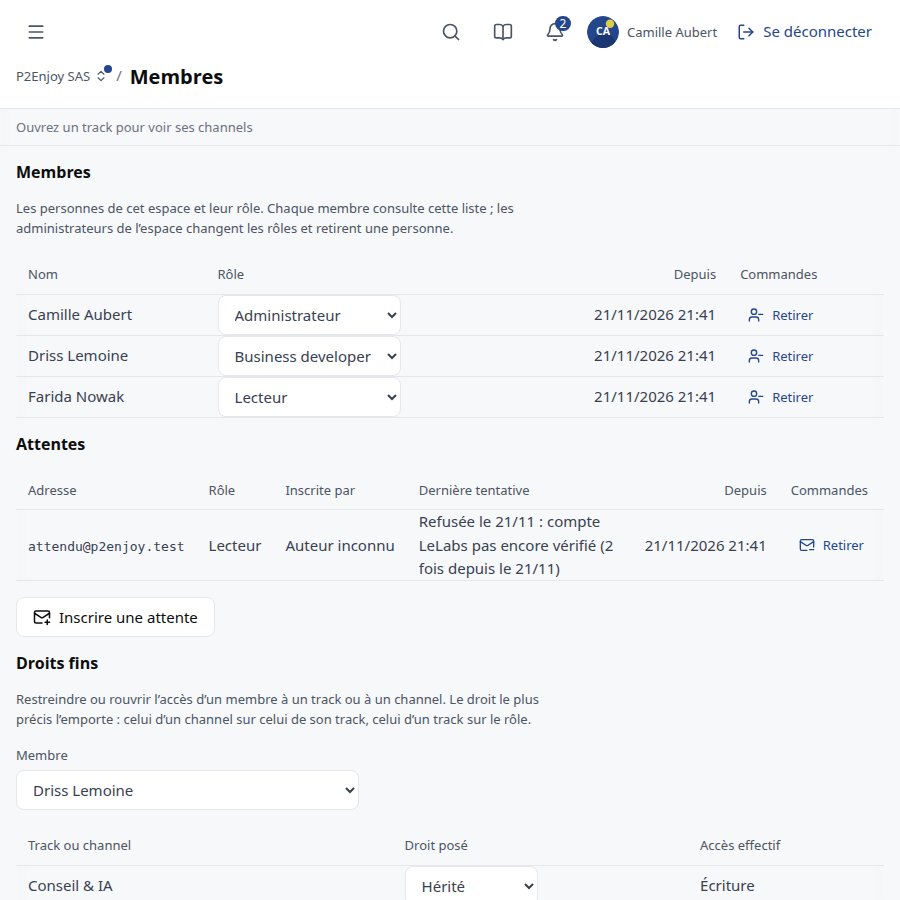 2
CA
Camille Aubert
Se déconnecter
P2Enjoy SAS / Membres
Ouvrez un track pour voir ses channels
Membres
Les personnes de cet espace et leur rôle. Chaque membre consulte cette liste ; les
administrateurs de l’espace changent les rôles et retirent une personne.
Nom Rôle Depuis Commandes
Camille Aubert Administrateur 21/11/2026 21:41 Retirer
Driss Lemoine Business developer 21/11/2026 21:41 Retirer
Farida Nowak Lecteur 21/11/2026 21:41 Retirer
Attentes
Adresse Rôle Inscrite par Dernière tentative Depuis Commandes
attendu@p2enjoy.test Lecteur Auteur inconnu Refusée le 21/11 : compte
LeLabs pas encore vérifié (2
fois depuis le 21/11)
21/11/2026 21:41 Retirer
Inscrire une attente
Droits fins
Restreindre ou rouvrir l’accès d’un membre à un track ou à un channel. Le droit le plus
précis l’emporte : celui d’un channel sur celui de son track, celui d’un track sur le rôle.
Membre
Driss Lemoine
Track ou channel Droit posé Accès effectif
Conseil & IA Hérité Écriture